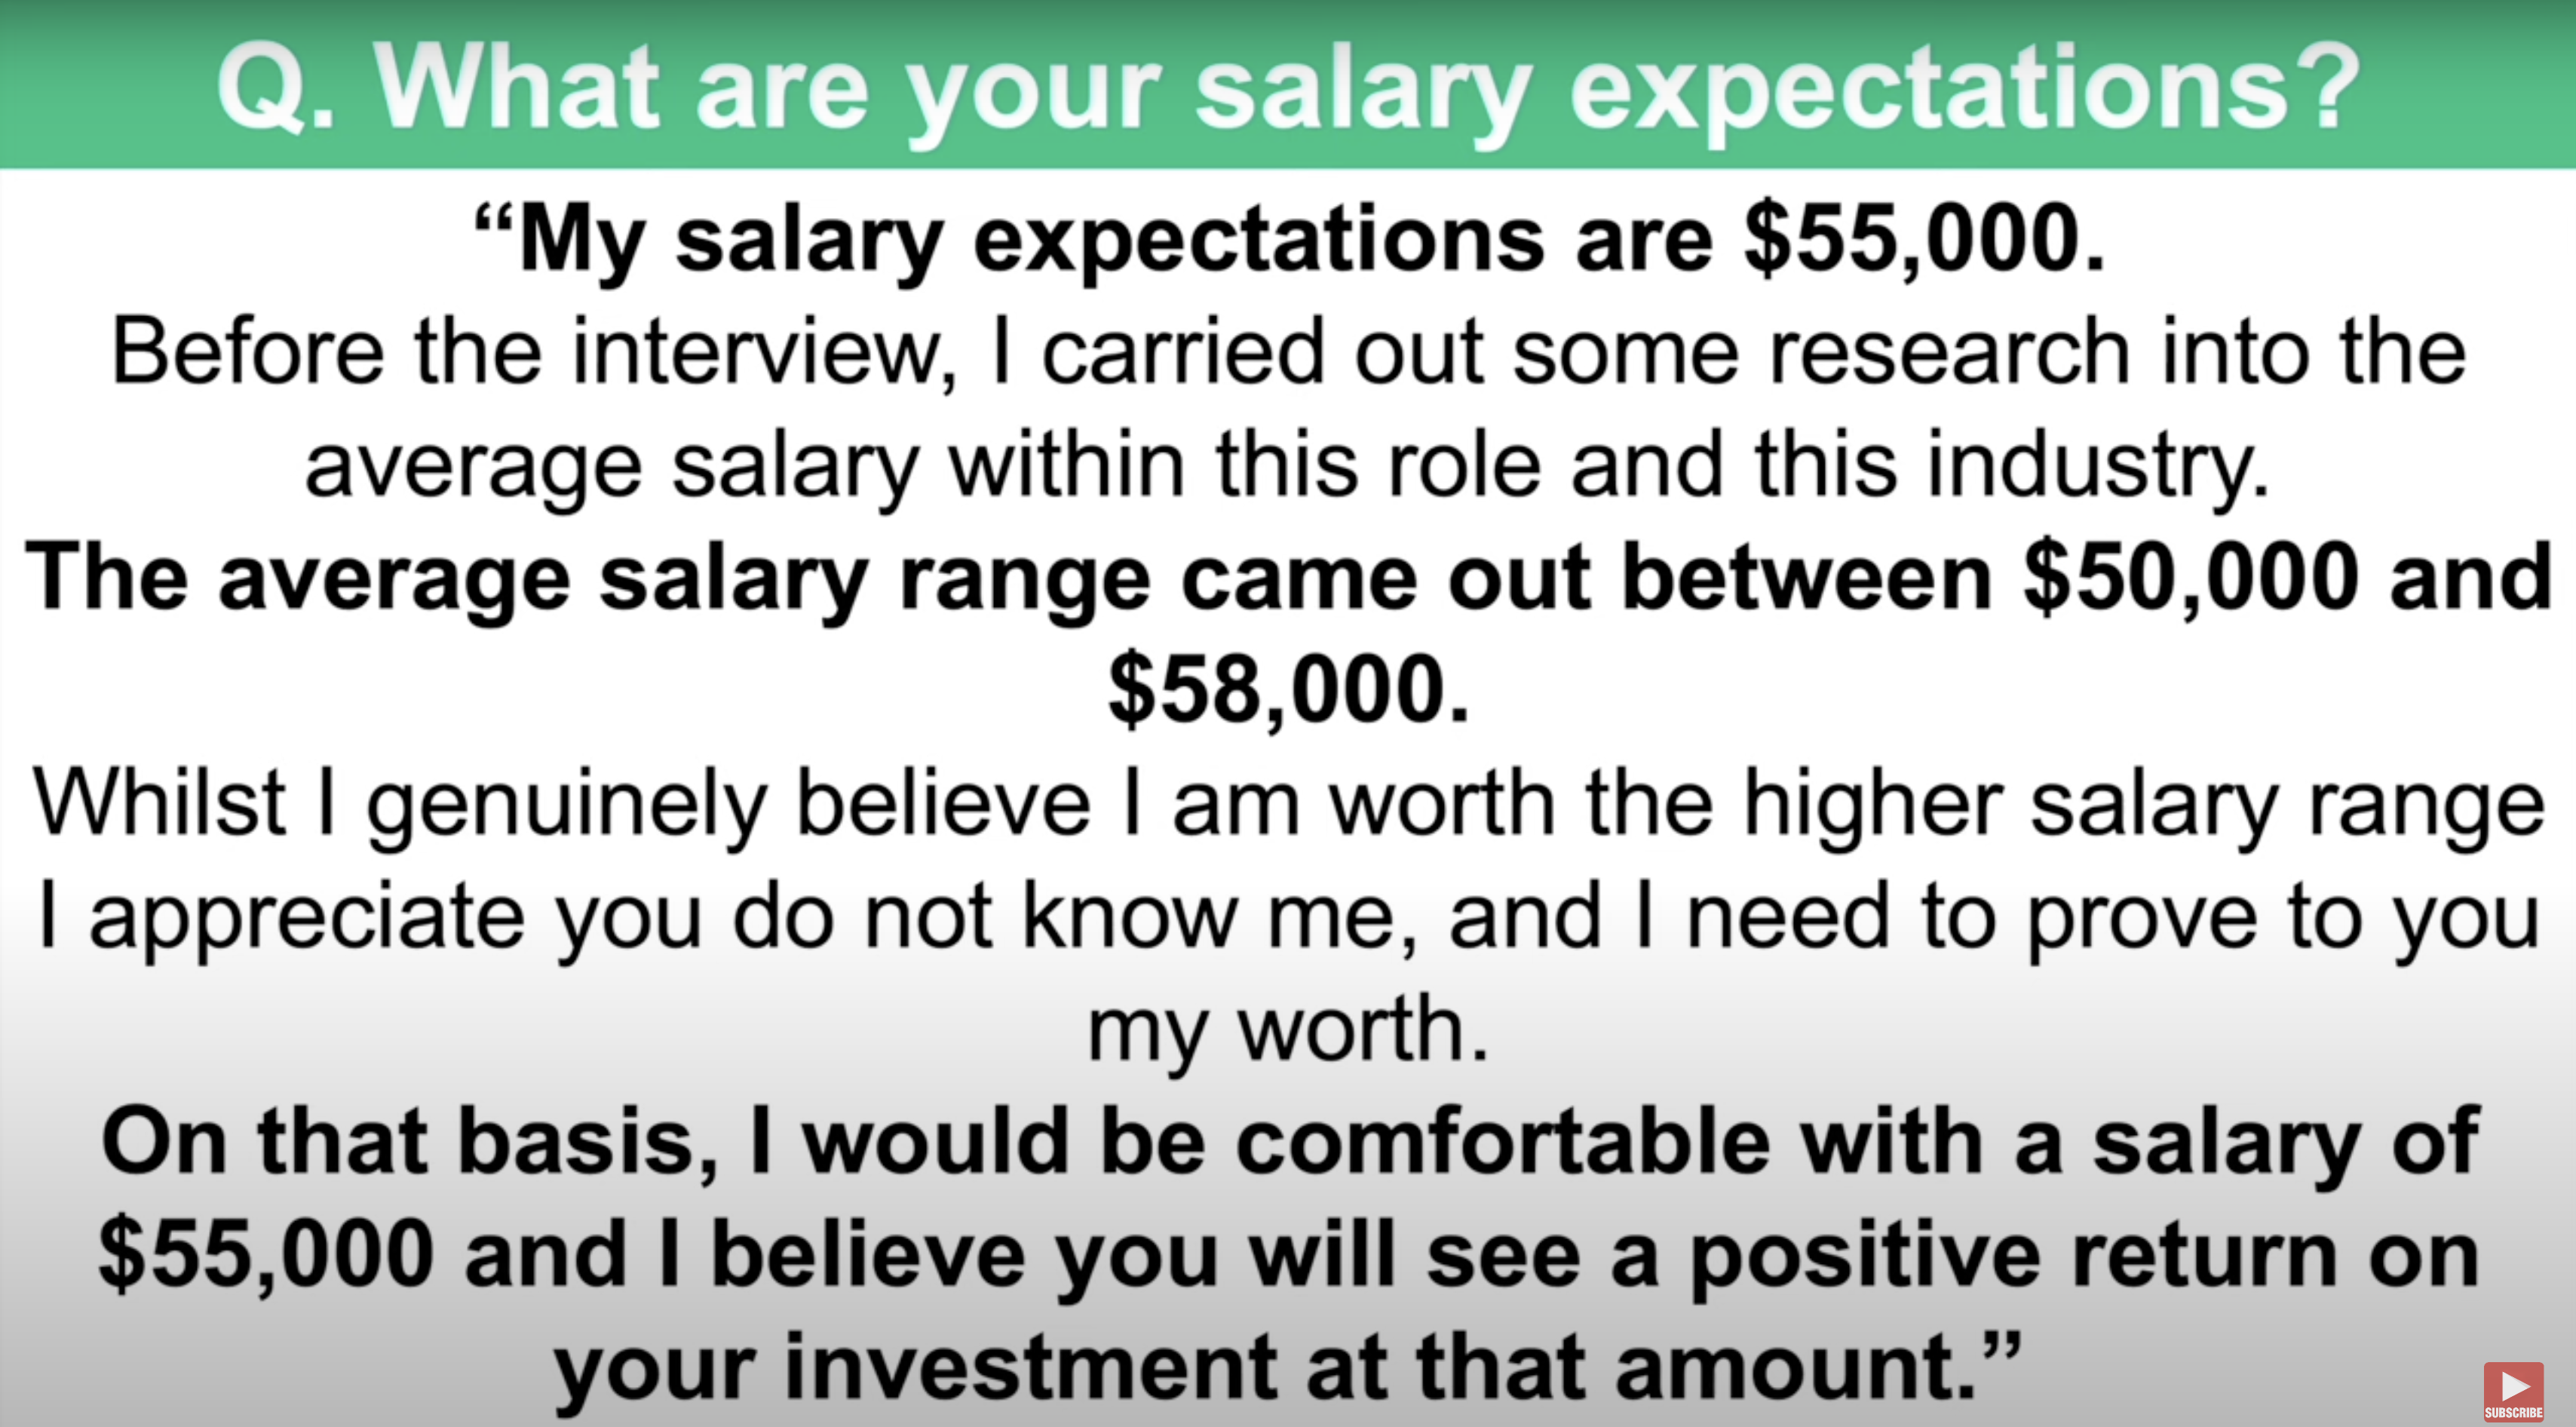 Q. What are your salary expectations?
“My salary expectations are $55,000.
Before the interview, I carried out some research into the
average salary within this role and this industry.
The average salary range came out between $50,000 and
$58,000.
Whilst I genuinely believe I am worth the higher salary range
I appreciate you do not know me, and I need to prove to you
my worth.
On that basis, I would be comfortable with a salary of
$55,000 and I believe you will see a positive return on
your investment at that amount.”
SUBSCRIBE